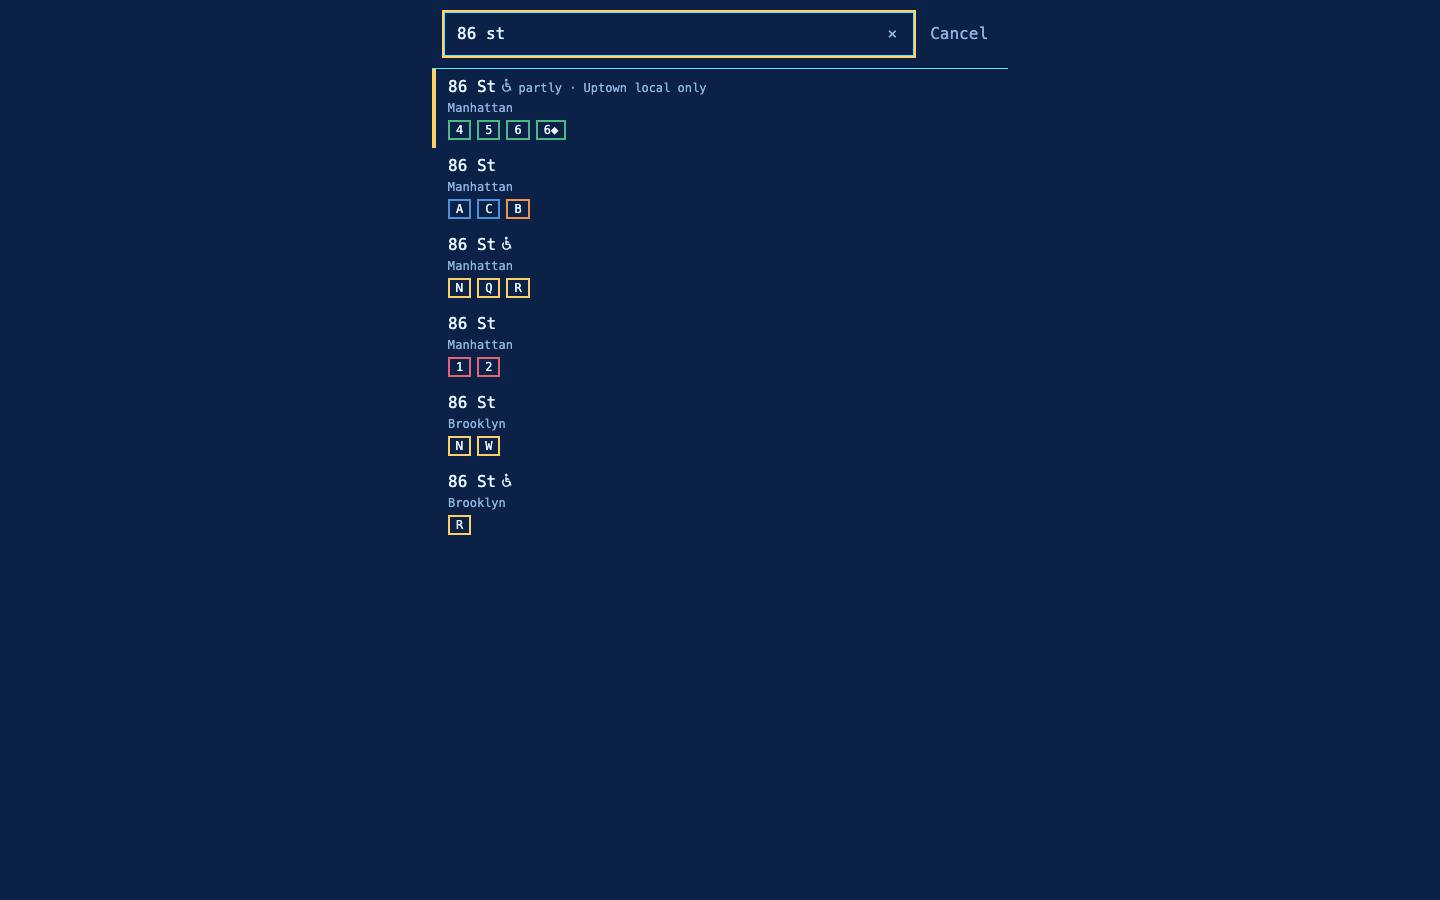 86 st × Cancel
86 St ♿ partly · Uptown local only
Manhattan
4 5 6 6◆
86 St
Manhattan
A C B
86 St ♿
Manhattan
N Q R
86 St
Manhattan
1 2
86 St
Brooklyn
N W
86 St ♿
Brooklyn
R